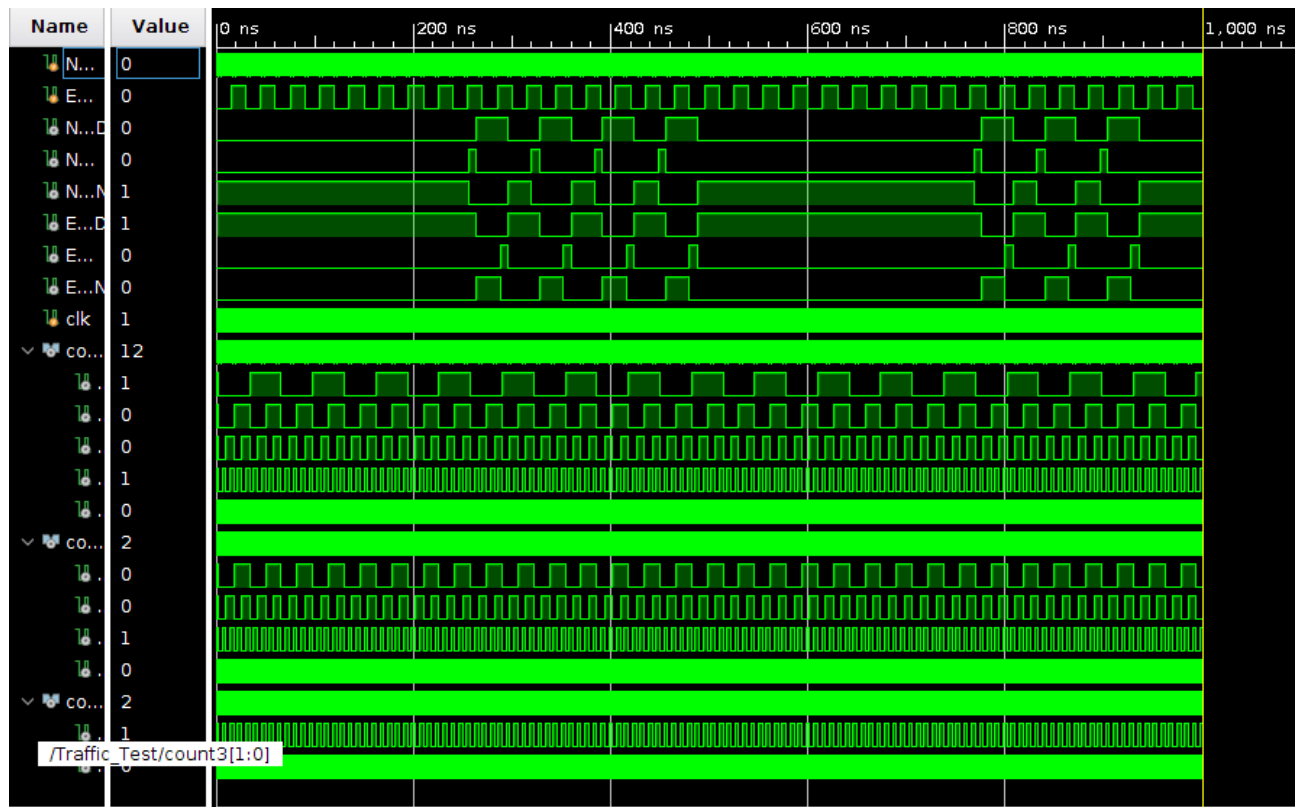 Name Value 0 ns 200 ns 400 ns 600 ns 800 ns 1,000 ns
N... 0
E... 0
N...D 0
N... 0
N...N 1
E...D 1
E... 0
E...N 0
clk 1
co... 12
. 1
. 0
. 0
. 1
. 0
co... 2
. 0
. 0
. 1
. 0
co... 2
. 1
/Traffic_Test/count3[1:0]
. 0